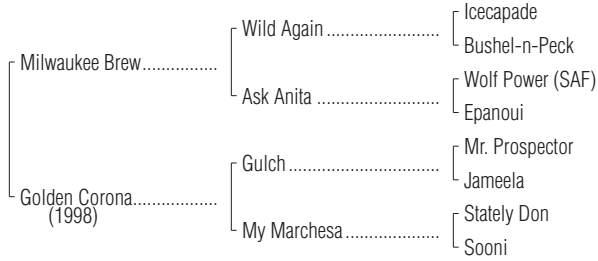 Icecapade
Wild Again ........................
Bushel-n-Peck
Milwaukee Brew................
Wolf Power (SAF)
Ask Anita ..........................
Epanoui
Mr. Prospector
Gulch ................................
Jameela
Golden Corona..................
(1998)
Stately Don
My Marchesa ....................
Sooni